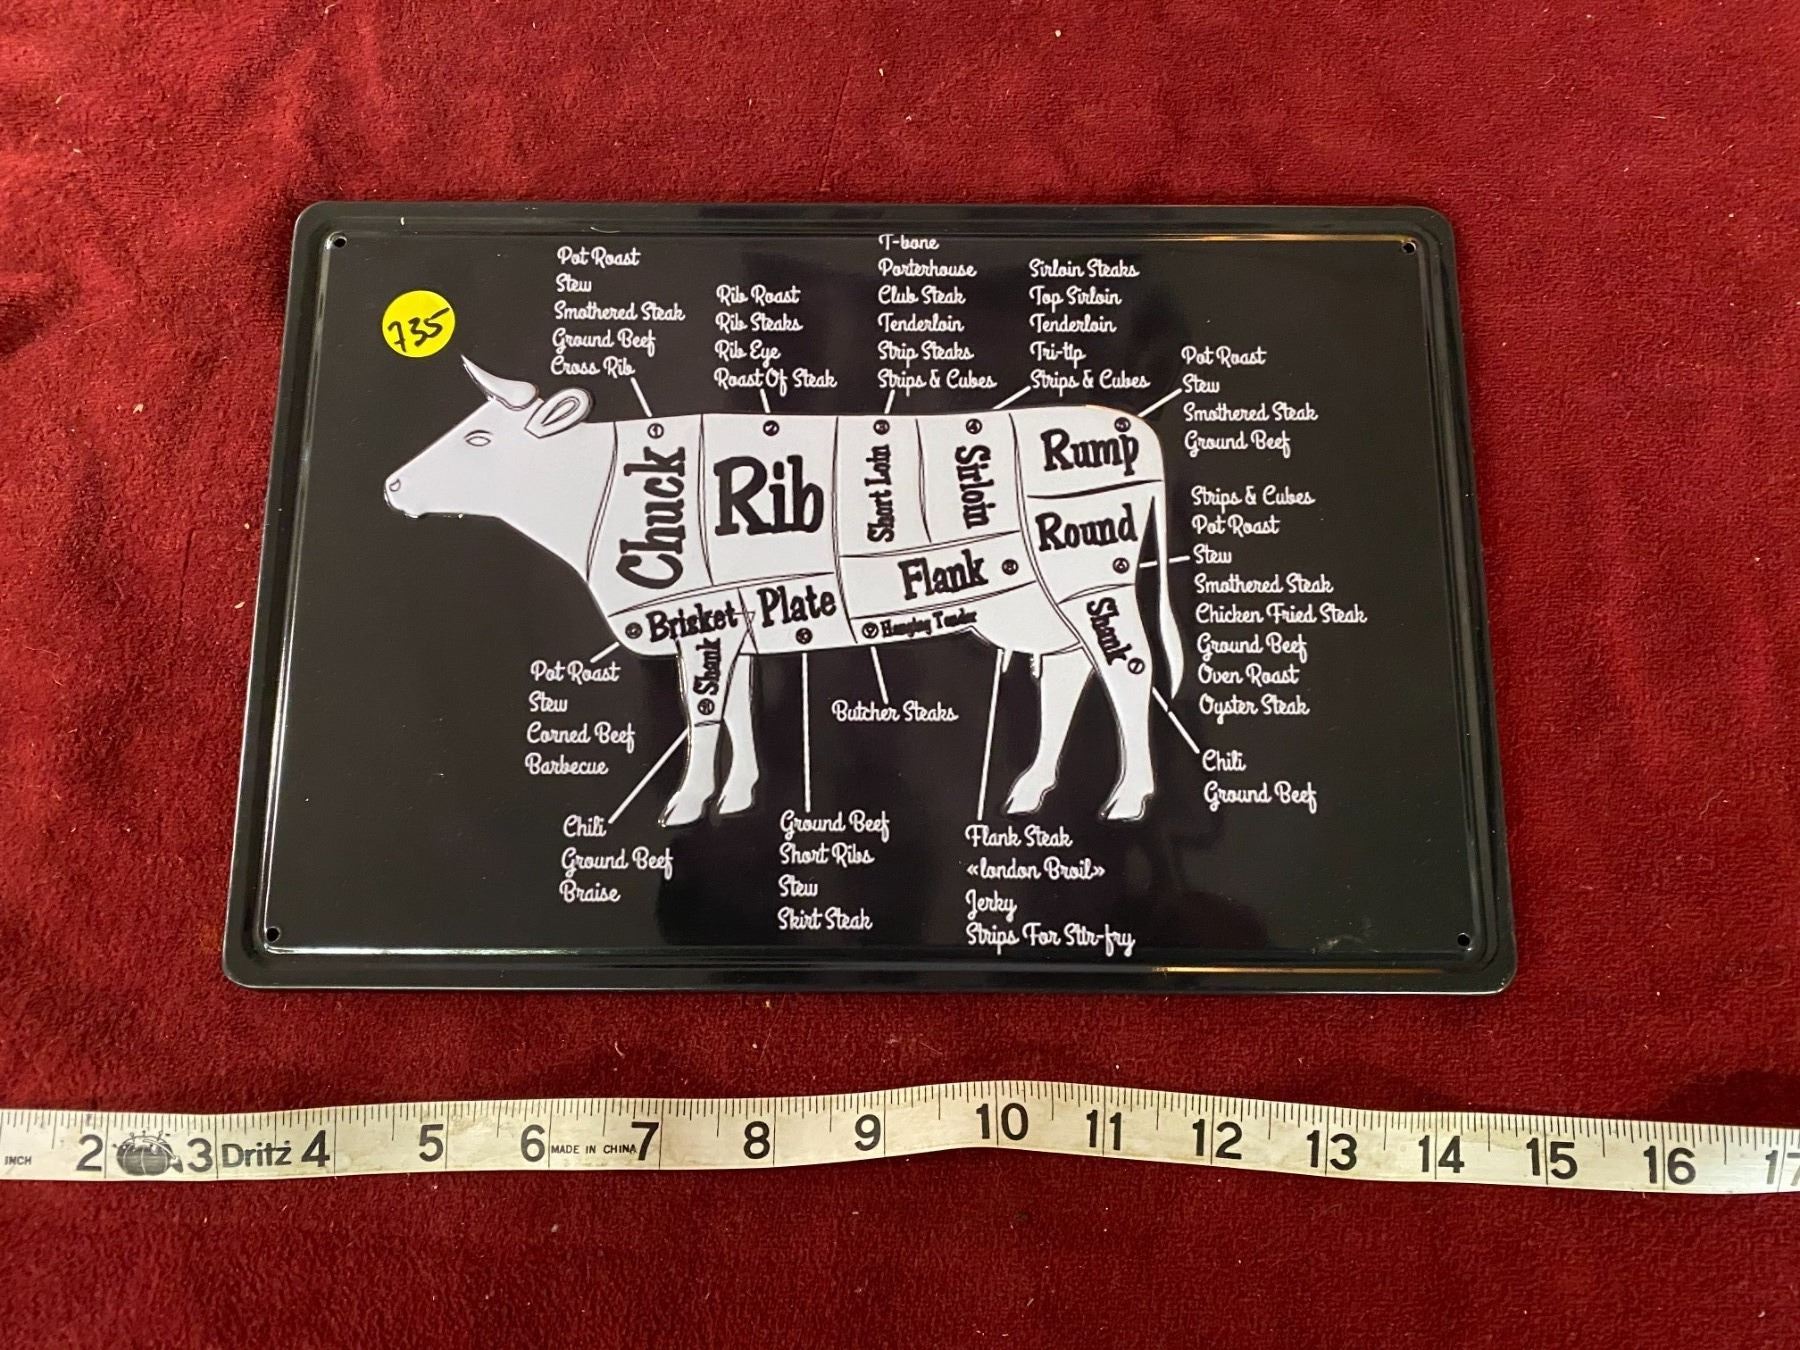 735
Pot Roast
Stew
Smothered Steak
Ground Beef
Cross Rib
Rib Roast
Rib Steaks
Rib Eye
Roast Of Steak
T-bone
Porterhouse
Club Steak
Tenderloin
Strip Steaks
Strips & Cubes
Sirloin Steaks
Top Sirloin
Tenderloin
Tri-tip
Strips & Cubes
Pot Roast
Stew
Smothered Steak
Ground Beef
Chuck
Rib
Short Loin
Sirloin
Rump
Round
Flank
Brisket
Plate
Hanging Tender
Shank
Shank
Strips & Cubes
Pot Roast
Stew
Smothered Steak
Chicken Fried Steak
Ground Beef
Oven Roast
Oyster Steak
Pot Roast
Stew
Corned Beef
Barbecue
Butcher Steaks
Chili
Ground Beef
Chili
Ground Beef
Braise
Ground Beef
Short Ribs
Stew
Skirt Steak
Flank Steak
«london Broil»
Jerky
Strips For Stir-fry
INCH 2 3 Dritz 4 5 6 MADE IN CHINA 7 8 9 10 11 12 13 14 15 16 17